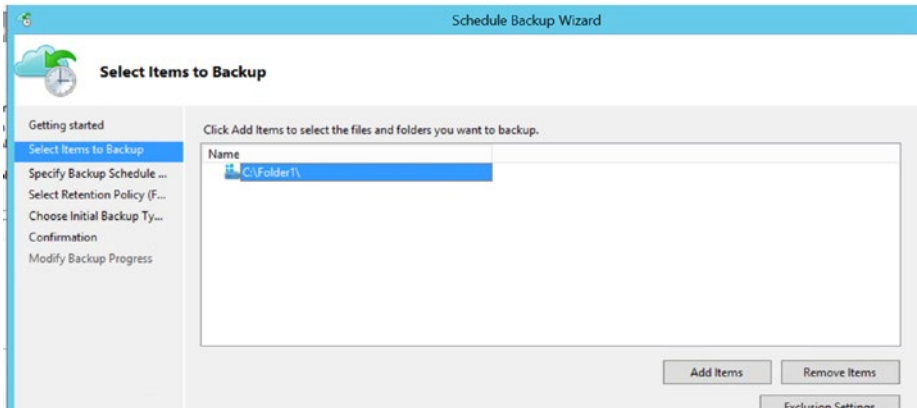 Schedule Backup Wizard
Select Items to Backup
Getting started
Select Items to Backup
Specify Backup Schedule ...
Select Retention Policy (F...
Choose Initial Backup Ty...
Confirmation
Modify Backup Progress
Click Add Items to select the files and folders you want to backup.
Name
C:\Folder1\
Add Items
Remove Items
Exclusion Settings